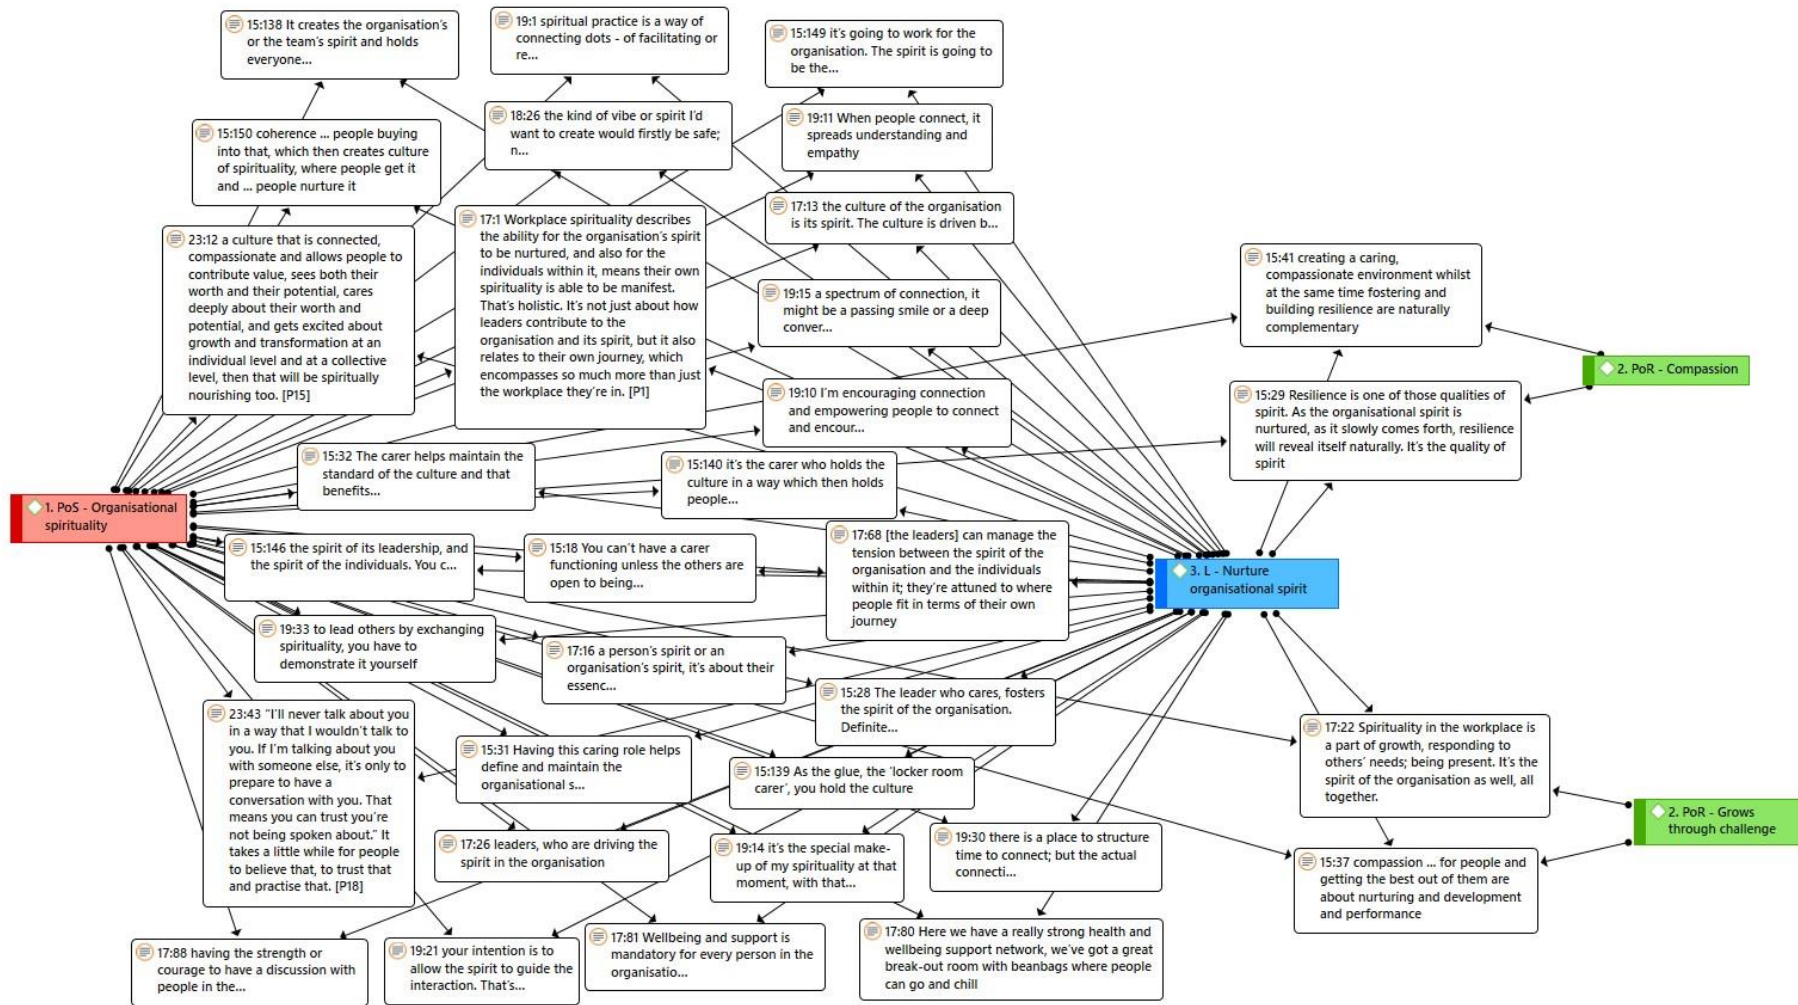 15:138 It creates the organisation's
or the team's spirit and holds
everyone...
19:1 spiritual practice is a way of
connecting dots - of facilitating or
re...
15:149 it's going to work for the
organisation. The spirit is going to
be the...
15:150 coherence ... people buying
into that, which then creates culture
of spirituality, where people get it
and ... people nurture it
18:26 the kind of vibe or spirit I'd
want to create would firstly be safe;
n...
19:11 When people connect, it
spreads understanding and
empathy
23:12 a culture that is connected,
compassionate and allows people to
contribute value, sees both their
worth and their potential, cares
deeply about their worth and
potential, and gets excited about
growth and transformation at an
individual level and at a collective
level, then that will be spiritually
nourishing too. [P15]
17:1 Workplace spirituality describes
the ability for the organisation's spirit
to be nurtured, and also for the
individuals within it, means their own
spirituality is able to be manifest.
That's holistic. It's not just about how
leaders contribute to the
organisation and its spirit, but it also
relates to their own journey, which
encompasses so much more than just
the workplace they're in. [P1]
17:13 the culture of the organisation
is its spirit. The culture is driven b...
19:15 a spectrum of connection, it
might be a passing smile or a deep
conver...
15:41 creating a caring,
compassionate environment whilst
at the same time fostering and
building resilience are naturally
complementary
2. PoR - Compassion
19:10 I'm encouraging connection
and empowering people to connect
and encour...
15:29 Resilience is one of those qualities of
spirit. As the organisational spirit is
nurtured, as it slowly comes forth, resilience
will reveal itself naturally. It's the quality of
spirit
15:32 The carer helps maintain the
standard of the culture and that
benefits...
15:140 it's the carer who holds the
culture in a way which then holds
people...
1. PoS - Organisational
spirituality
15:146 the spirit of its leadership, and
the spirit of the individuals. You c...
15:18 You can't have a carer
functioning unless the others are
open to being...
17:68 [the leaders] can manage the
tension between the spirit of the
organisation and the individuals
within it; they're attuned to where
people fit in terms of their own
journey
3. L - Nurture
organisational spirit
19:33 to lead others by exchanging
spirituality, you have to
demonstrate it yourself
17:16 a person's spirit or an
organisation's spirit, it's about their
essenc...
15:28 The leader who cares, fosters
the spirit of the organisation.
Definite...
23:43 "I'll never talk about you
in a way that I wouldn't talk to
you. If I'm talking about you
with someone else, it's only to
prepare to have a
conversation with you. That
means you can trust you're
not being spoken about." It
takes a little while for people
to believe that, to trust that
and practise that. [P18]
15:31 Having this caring role helps
define and maintain the
organisational s...
15:139 As the glue, the 'locker room
carer', you hold the culture
17:22 Spirituality in the workplace is
a part of growth, responding to
others' needs; being present. It's the
spirit of the organisation as well, all
together.
2. PoR - Grows
through challenge
17:26 leaders, who are driving the
spirit in the organisation
19:14 it's the special make-
up of my spirituality at that
moment, with that...
19:30 there is a place to structure
time to connect; but the actual
connecti...
15:37 compassion ... for people and
getting the best out of them are
about nurturing and development
and performance
17:88 having the strength or
courage to have a discussion with
people in the...
19:21 your intention is to
allow the spirit to guide the
interaction. That's...
17:81 Wellbeing and support is
mandatory for every person in the
organisatio...
17:80 Here we have a really strong health and
wellbeing support network, we've got a great
break-out room with beanbags where people
can go and chill